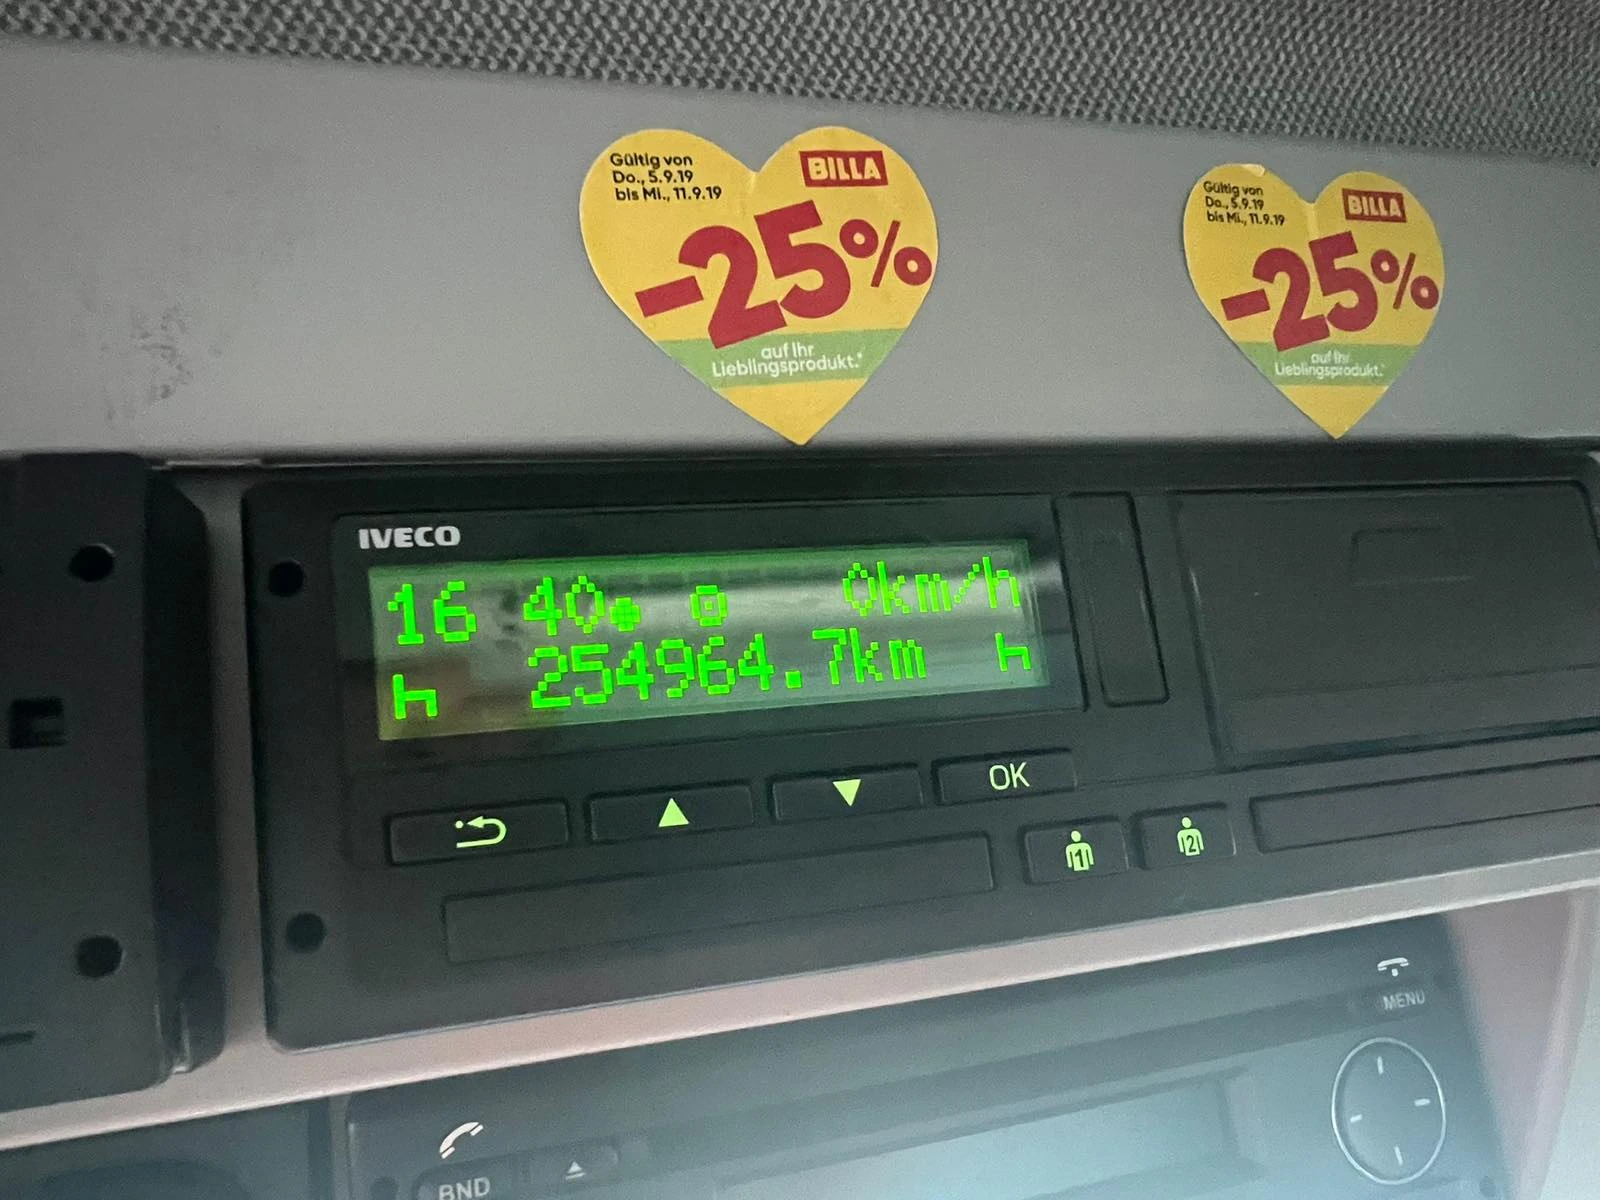 Gültig von
Do., 5.9.19
bis Mi., 11.9.19
BILLA
-25%
auf Ihr
Lieblingsprodukt.*
Gültig von
Do., 5.9.19
bis Mi., 11.9.19
BILLA
-25%
auf Ihr
Lieblingsprodukt.*
IVECO
16 40 0km/h
h 254964.7km h
OK
1
2
MENU
BND